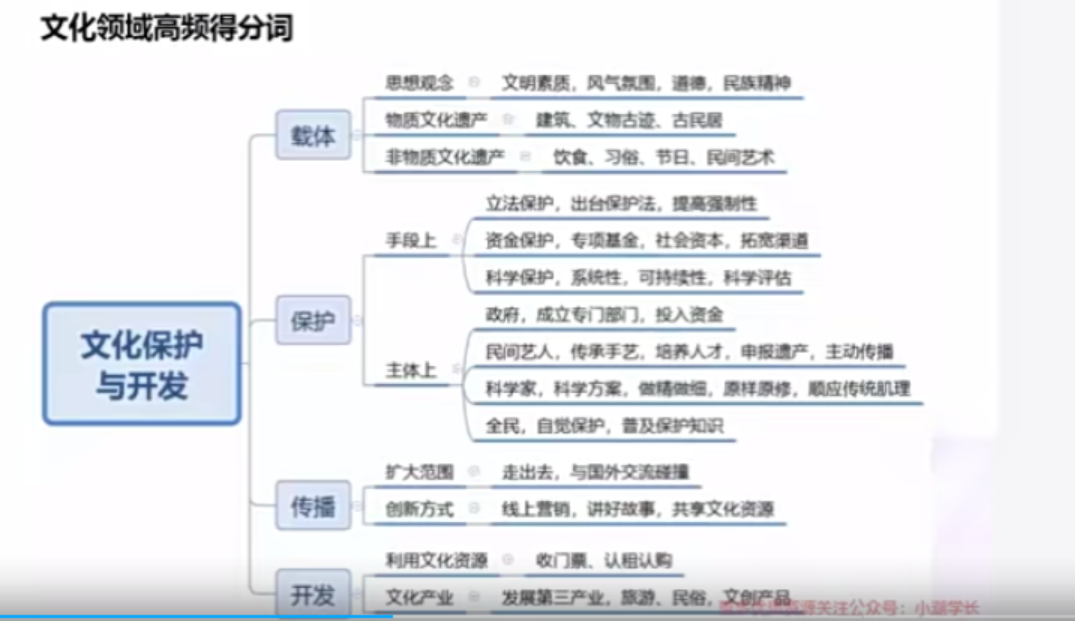 文化领域高频得分词
文化保护
与开发
载体
思想观念 文明素质，风气氛围，道德，民族精神
物质文化遗产 建筑、文物古迹、古民居
非物质文化遗产 饮食、习俗、节日、民间艺术
保护
手段上
立法保护，出台保护法，提高强制性
资金保护，专项基金，社会资本，拓宽渠道
科学保护，系统性，可持续性，科学评估
主体上
政府，成立专门部门，投入资金
民间艺人，传承手艺，培养人才，申报遗产，主动传播
科学家，科学方案，做精做细，原样原修，顺应传统肌理
全民，自觉保护，普及保护知识
传播
扩大范围 走出去，与国外交流碰撞
创新方式 线上营销，讲好故事，共享文化资源
开发
利用文化资源 收门票、认租认购
文化产业 发展第三产业，旅游、民俗，文创产品
资源关注公众号：小湖学长